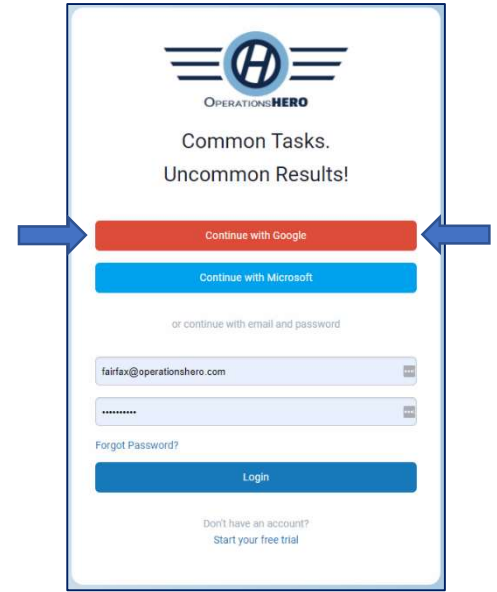 H
OPERATIONSHERO
Common Tasks.
Uncommon Results!
Continue with Google
Continue with Microsoft
or continue with email and password
fairfax@operationshero.com
••••••••••
Forgot Password?
Login
Don't have an account?
Start your free trial